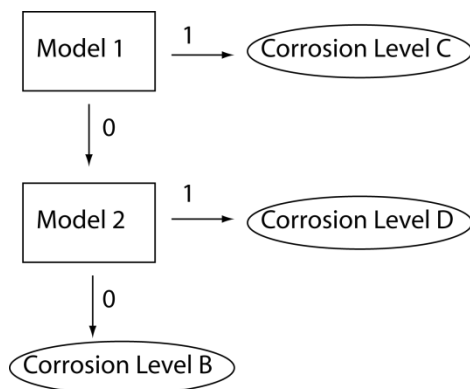 Model 1
1
Corrosion Level C
0
Model 2
1
Corrosion Level D
0
Corrosion Level B